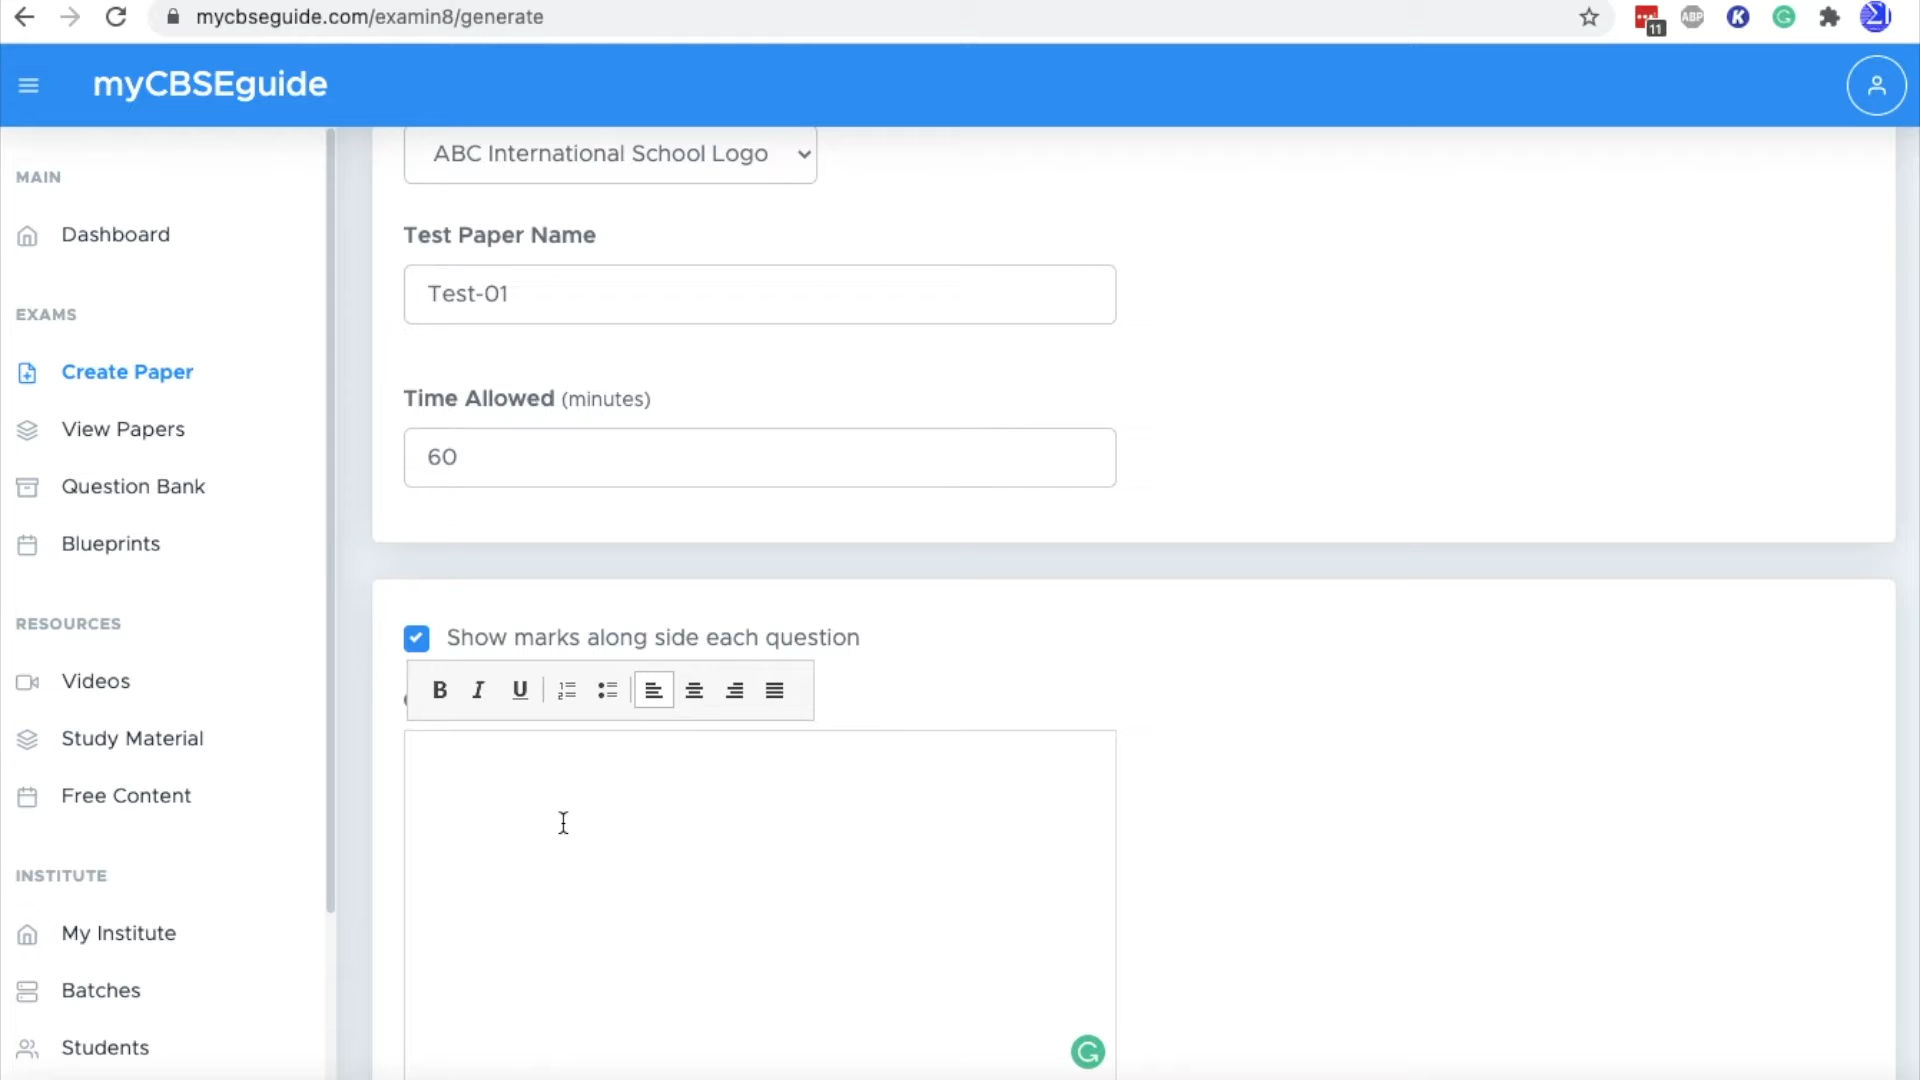 mycbseguide.com/examin8/generate
11
ABP
K
myCBSEguide
MAIN
Dashboard
EXAMS
Create Paper
View Papers
Question Bank
Blueprints
RESOURCES
Videos
Study Material
Free Content
INSTITUTE
My Institute
Batches
Students
ABC International School Logo
Test Paper Name
Test-01
Time Allowed (minutes)
60
Show marks along side each question
B I U